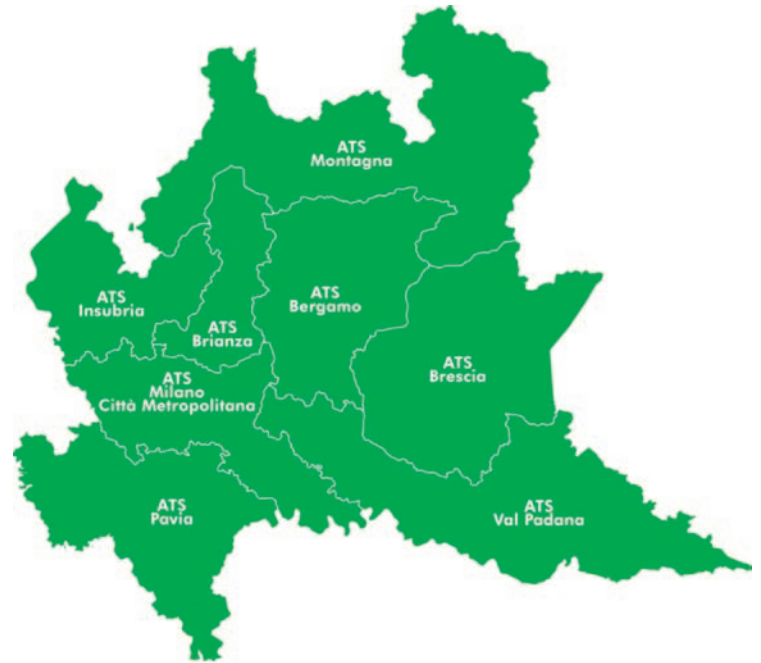 ATS
Montagna
ATS
Insubria
ATS
Brianza
ATS
Bergamo
ATS
Brescia
ATS
Milano
Città Metropolitana
ATS
Pavia
ATS
Val Padana